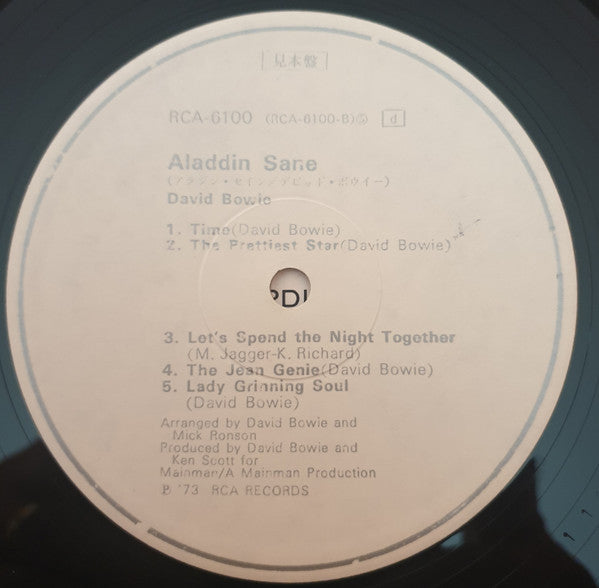 [見本盤]
RCA-6100 (RCA-6100-B)Ⓢ d
Aladdin Sane
(アラジン・セイン/デビッド・ボウイー)
David Bowie
1. Time(David Bowie)
2. The Prettiest Star(David Bowie)
3. Let's Spend the Night Together
(M. Jagger-K. Richard)
4. The Jean Genie(David Bowie)
5. Lady Grinning Soul
(David Bowie)
Arranged by David Bowie and
Mick Ronson
Produced by David Bowie and
Ken Scott for
Mainman/A Mainman Production
℗ '73 RCA RECORDS